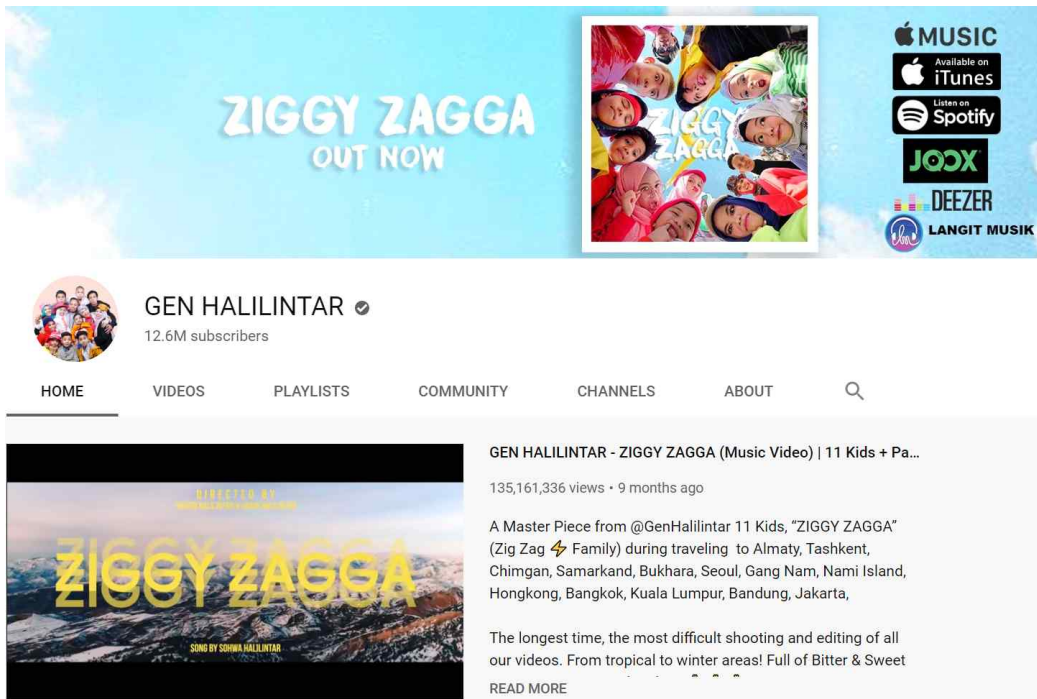 ZIGGY ZAGGA
OUT NOW
ZIGGY
ZAGGA
MUSIC
Available on
iTunes
Listen on
Spotify
JOOX
DEEZER
lm
LANGIT MUSIK
GEN HALILINTAR
12.6M subscribers
HOME VIDEOS PLAYLISTS COMMUNITY CHANNELS ABOUT
DIRECTED BY
ZIGGY ZAGGA
SONG BY SOHWA HALILINTAR
GEN HALILINTAR - ZIGGY ZAGGA (Music Video) | 11 Kids + Pa...
135,161,336 views • 9 months ago
A Master Piece from @GenHalilintar 11 Kids, “ZIGGY ZAGGA”
(Zig Zag ⚡ Family) during traveling to Almaty, Tashkent,
Chimgan, Samarkand, Bukhara, Seoul, Gang Nam, Nami Island,
Hongkong, Bangkok, Kuala Lumpur, Bandung, Jakarta,
The longest time, the most difficult shooting and editing of all
our videos. From tropical to winter areas! Full of Bitter & Sweet
READ MORE